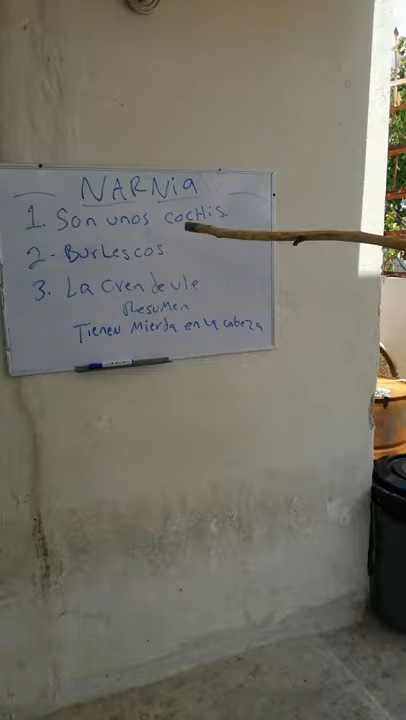 NARNia
1. Son unos cocHis.
2- Burlescos
3. La Cren de ule
Resumen
Tienen Mierda en la cabeza